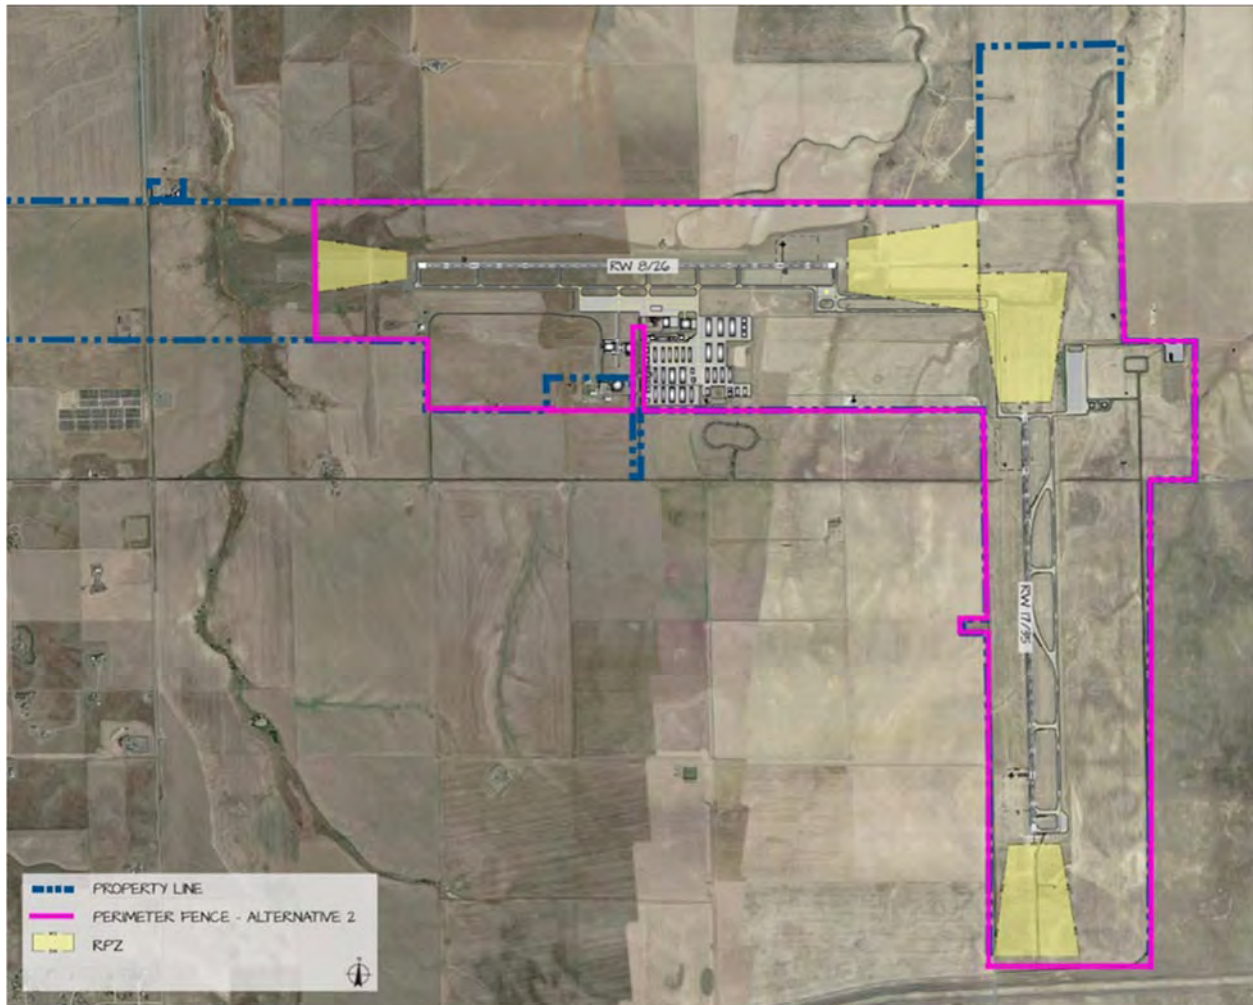 RW 8/26
RW 17/35
PROPERTY LINE
PERIMETER FENCE - ALTERNATIVE 2
RPZ